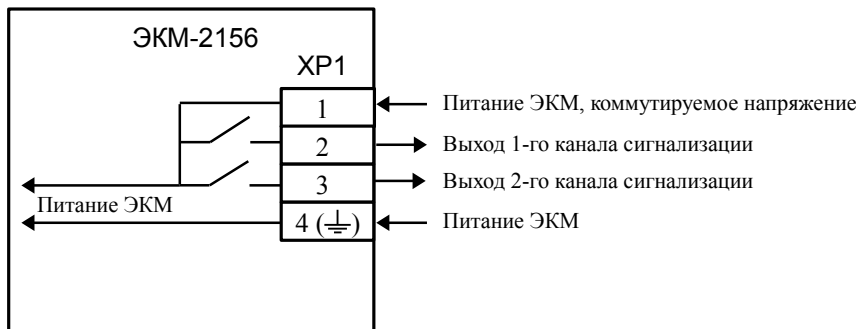 ЭКМ-2156
XP1
1 Питание ЭКМ, коммутируемое напряжение
2 Выход 1-го канала сигнализации
3 Выход 2-го канала сигнализации
Питание ЭКМ
4 (⏚) Питание ЭКМ